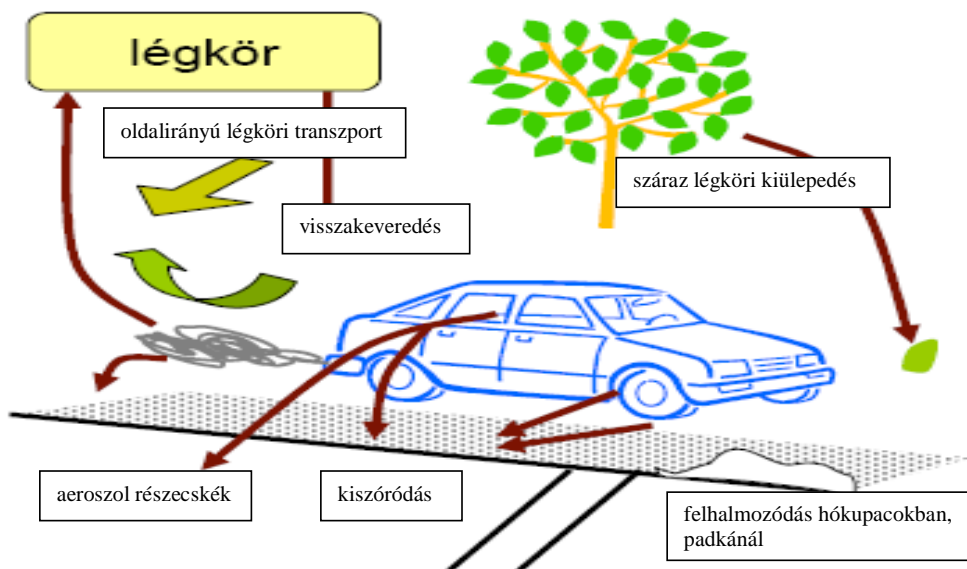 légkör
oldalirányú légköri transzport
száraz légköri kiülepedés
visszakeveredés
aeroszol részecskék
kiszóródás
felhalmozódás hókupacokban,
padkánál